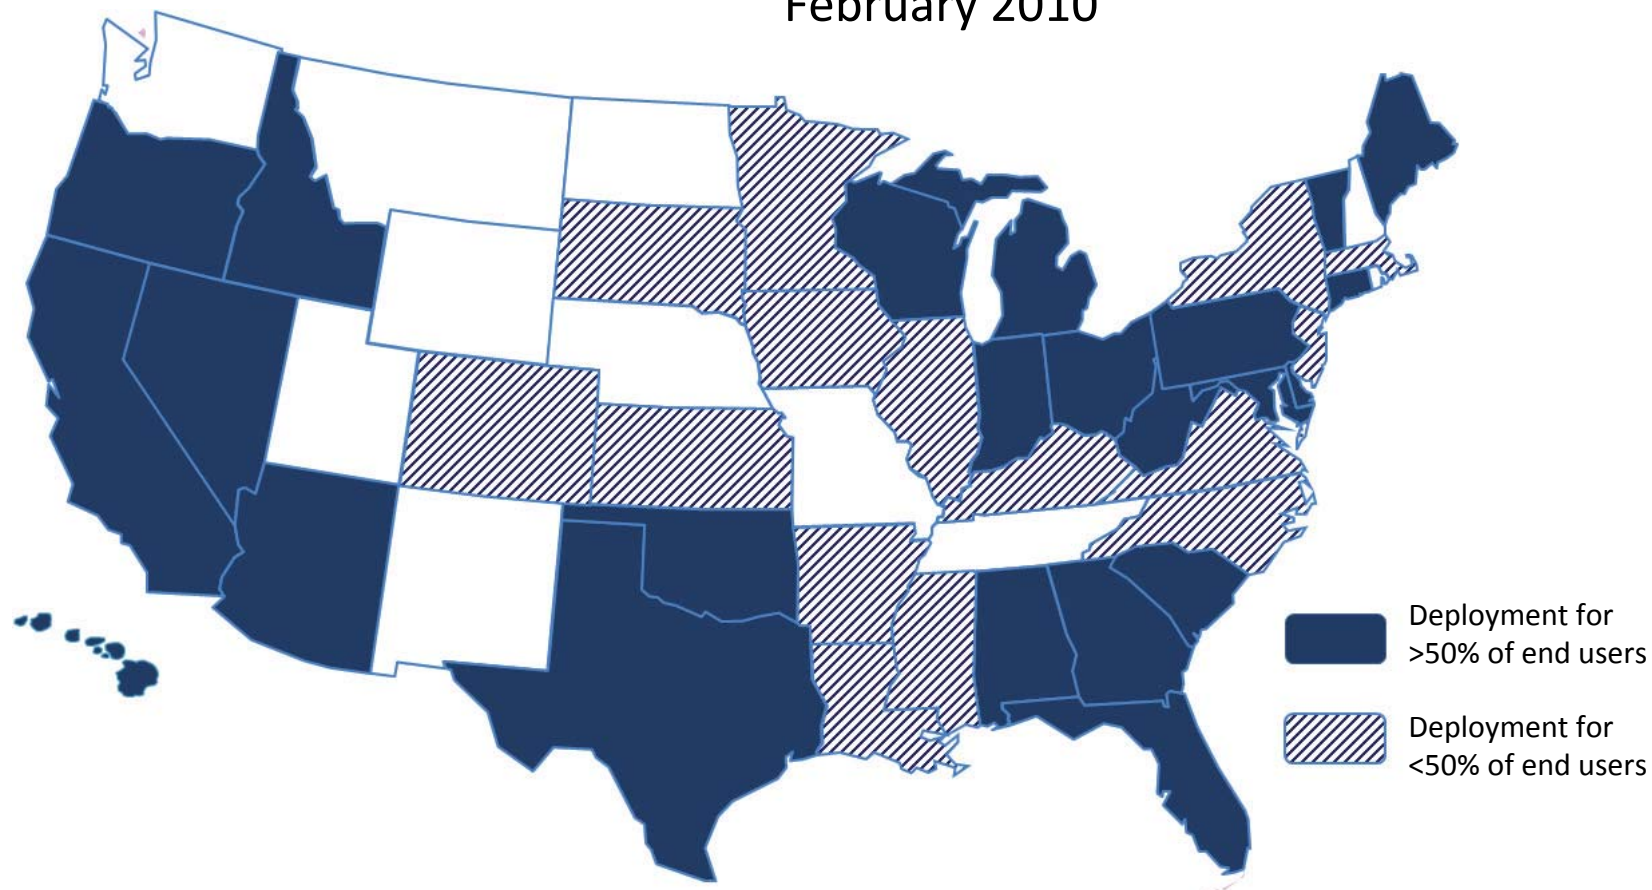 February 2010
Deployment for
>50% of end users
Deployment for
<50% of end users